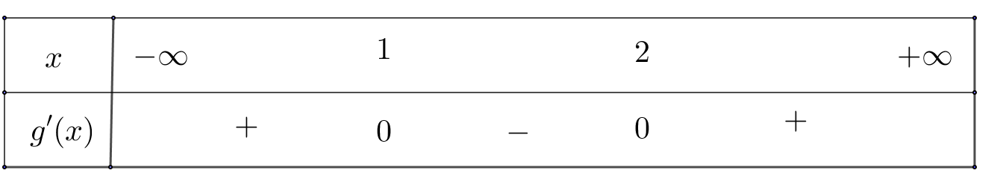 x −∞ 1 2 +∞
g′(x) + 0 − 0 +